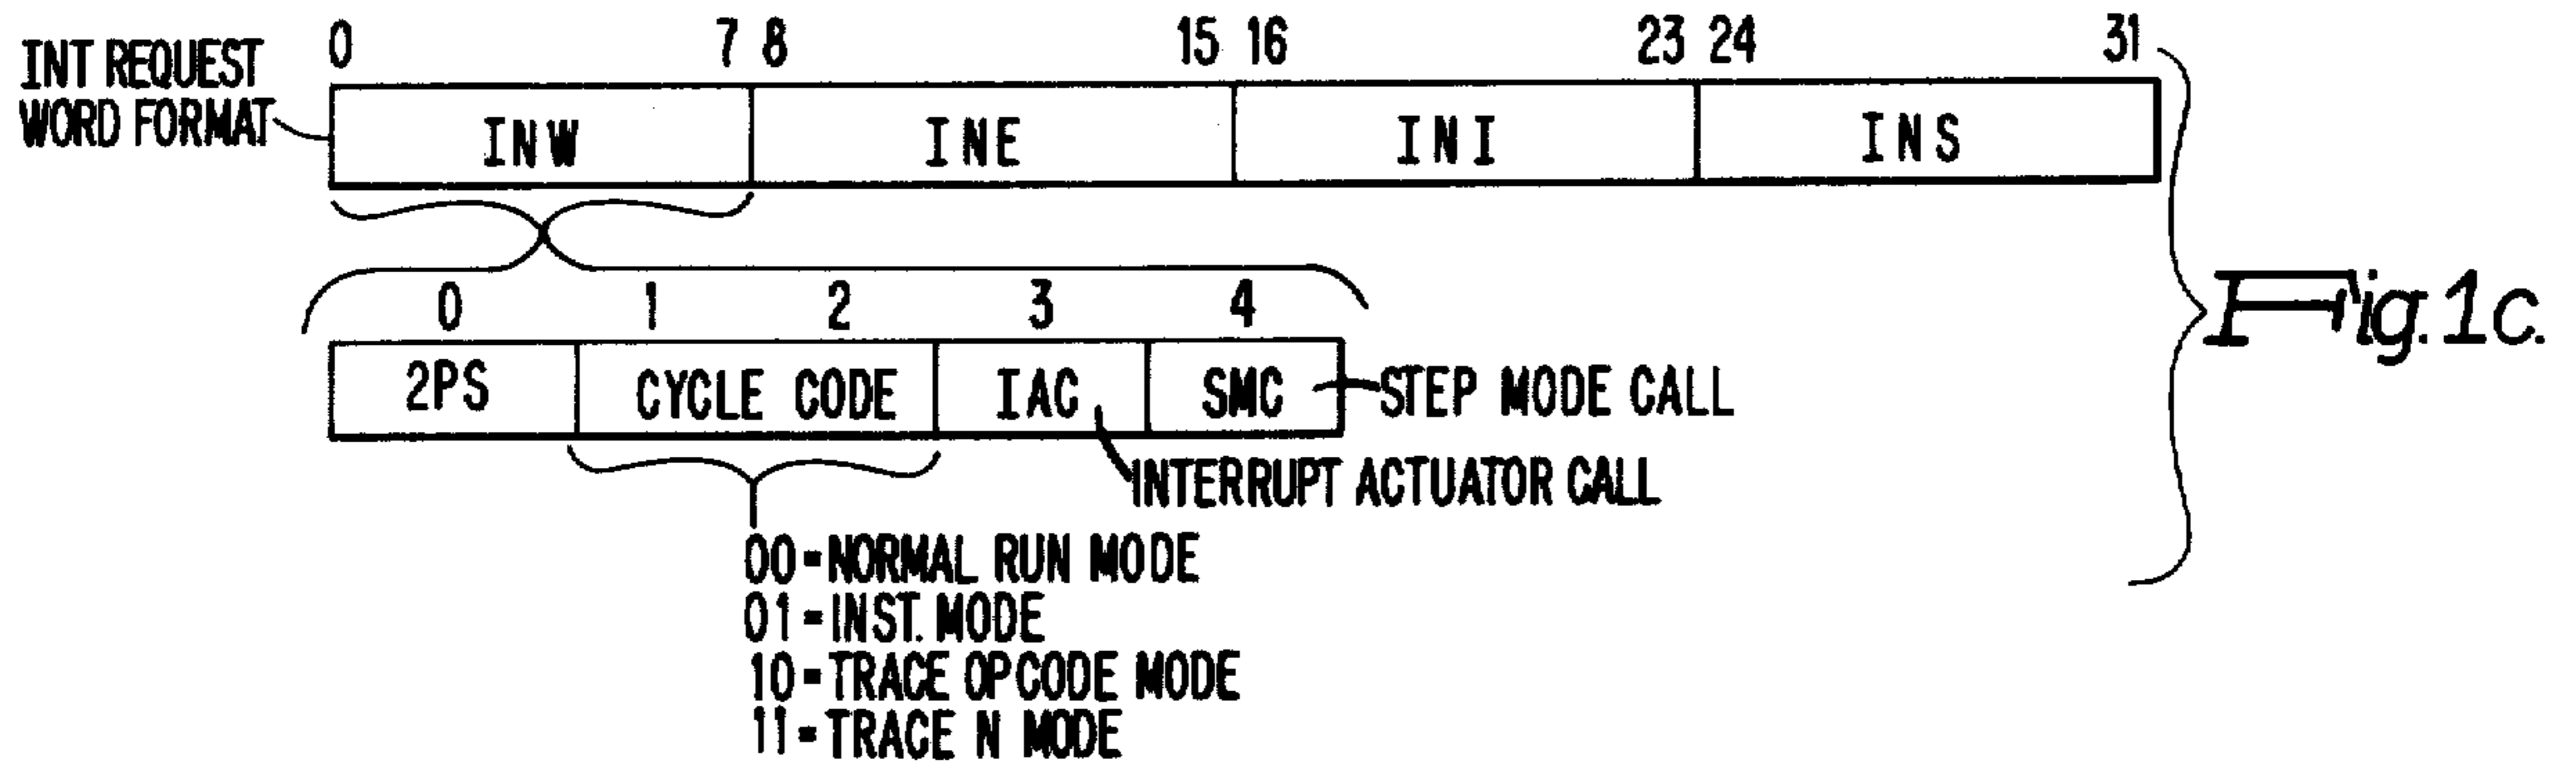 INT REQUEST
WORD FORMAT
0 7 8 15 16 23 24 31
INW INE INI INS
0 1 2 3 4
2PS CYCLE CODE IAC SMC STEP MODE CALL
INTERRUPT ACTUATOR CALL
00=NORMAL RUN MODE
01=INST. MODE
10=TRACE OPCODE MODE
11=TRACE N MODE
Fig. 1c.